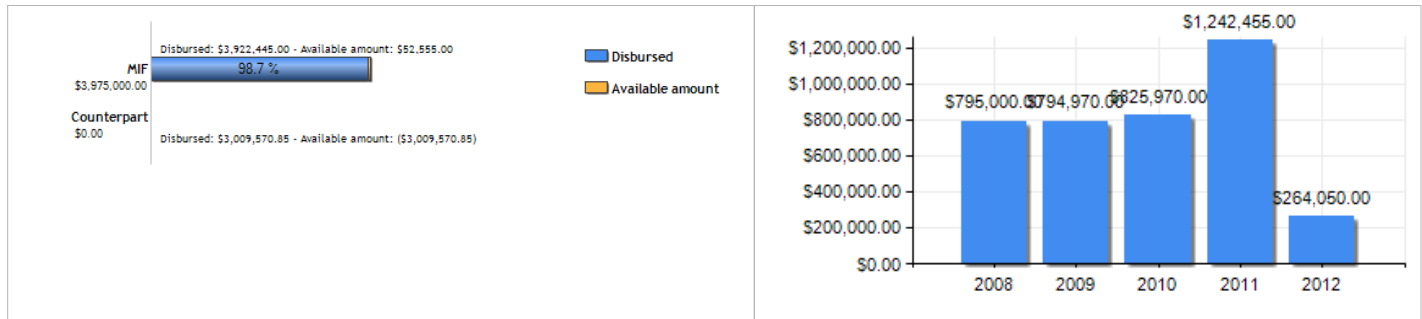 Disbursed: $3,922,445.00 - Available amount: $52,555.00
MIF
98.7 %
$3,975,000.00
Counterpart
$0.00
Disbursed: $3,009,570.85 - Available amount: ($3,009,570.85)
Disbursed
Available amount
$1,242,455.00
$1,200,000.00
$1,000,000.00
$795,000.00
$794,970.00
$825,970.00
$800,000.00
$600,000.00
$400,000.00
$264,050.00
$200,000.00
$0.00
2008 2009 2010 2011 2012